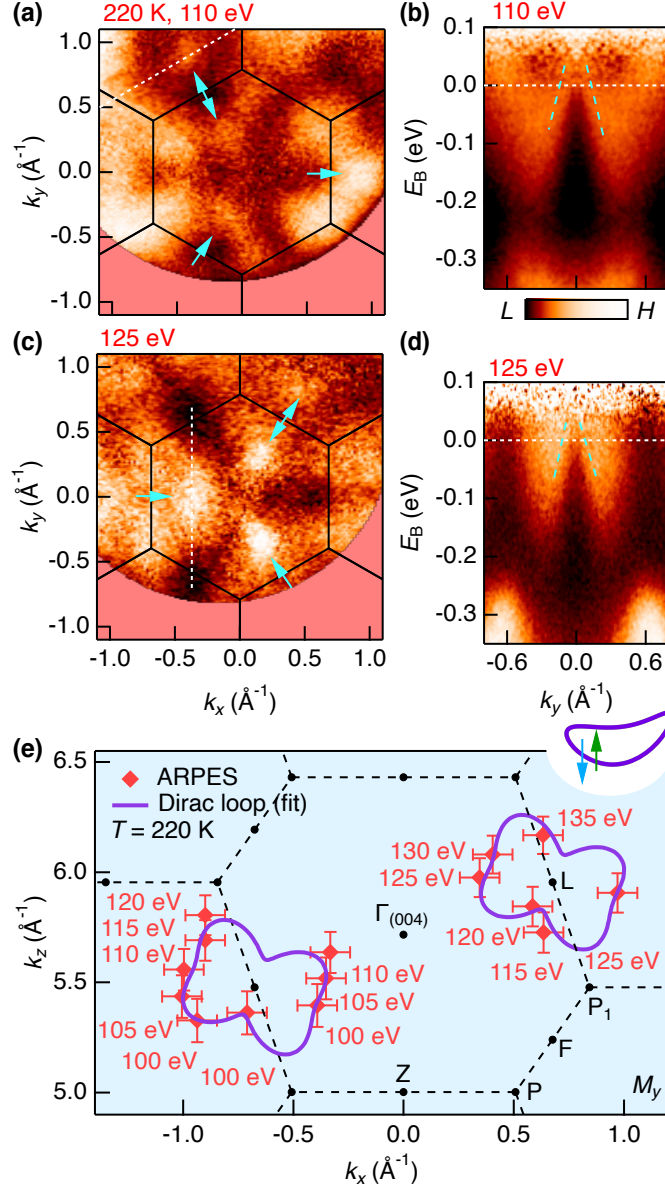 (a)
220 K, 110 eV
k_y (Å⁻¹)
1.0
0.5
0.0
-0.5
-1.0
(b)
110 eV
E_B (eV)
0.1
0.0
-0.1
-0.2
-0.3
L H
(c)
125 eV
k_y (Å⁻¹)
1.0
0.5
0.0
-0.5
-1.0
-1.0 -0.5 0.0 0.5 1.0
k_x (Å⁻¹)
(d)
125 eV
E_B (eV)
0.1
0.0
-0.1
-0.2
-0.3
-0.6 0.0 0.6
k_y (Å⁻¹)
(e)
k_z (Å⁻¹)
6.5
6.0
5.5
5.0
ARPES
Dirac loop (fit)
T = 220 K
135 eV
130 eV
125 eV
L
120 eV
115 eV
125 eV
Γ(004)
120 eV
115 eV
110 eV
105 eV
100 eV
100 eV
110 eV
105 eV
100 eV
P₁
F
Z
P
M_y
-1.0 -0.5 0.0 0.5 1.0
k_x (Å⁻¹)